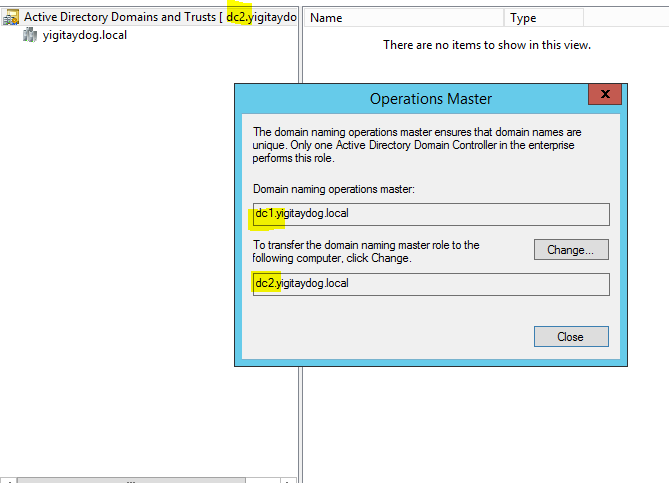 Active Directory Domains and Trusts [ dc2.yigitaydo
yigitaydog.local
Name
Type
There are no items to show in this view.
Operations Master
x
The domain naming operations master ensures that domain names are
unique. Only one Active Directory Domain Controller in the enterprise
performs this role.
Domain naming operations master:
dc1.yigitaydog.local
To transfer the domain naming master role to the
following computer, click Change.
Change...
dc2.yigitaydog.local
Close